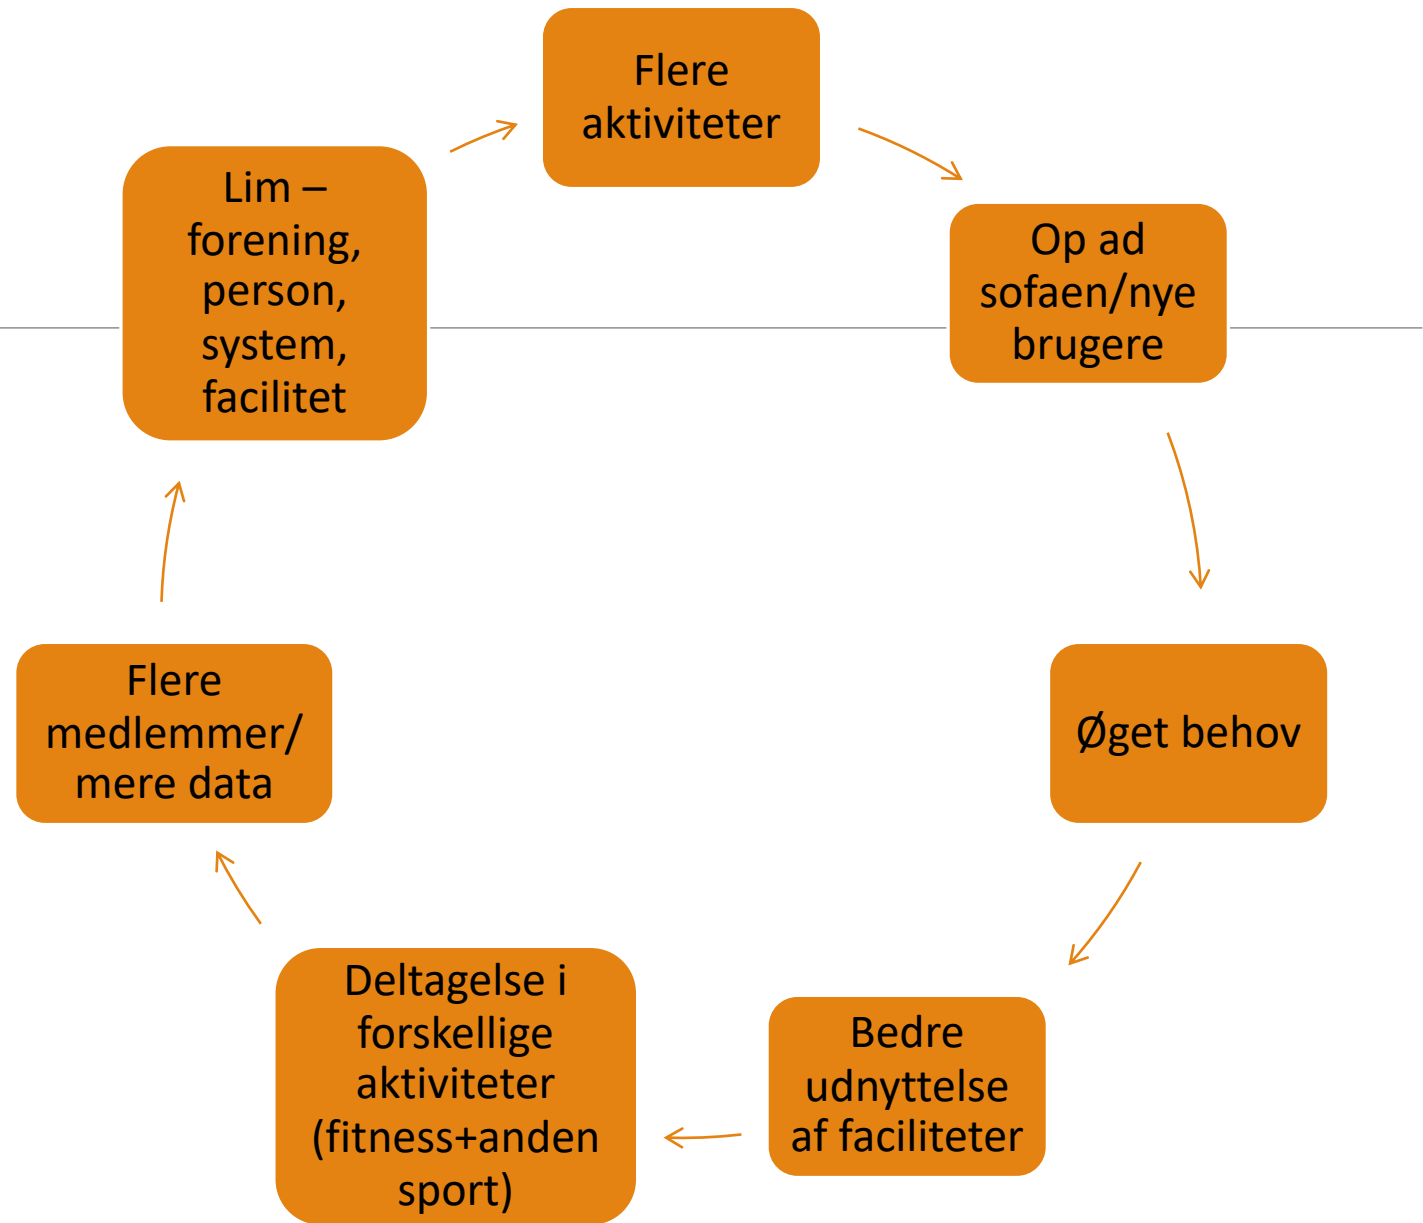 Flere
aktiviteter
Op ad
sofaen/nye
brugere
Øget behov
Bedre
udnyttelse
af faciliteter
Deltagelse i
forskellige
aktiviteter
(fitness+anden
sport)
Flere
medlemmer/
mere data
Lim –
forening,
person,
system,
facilitet